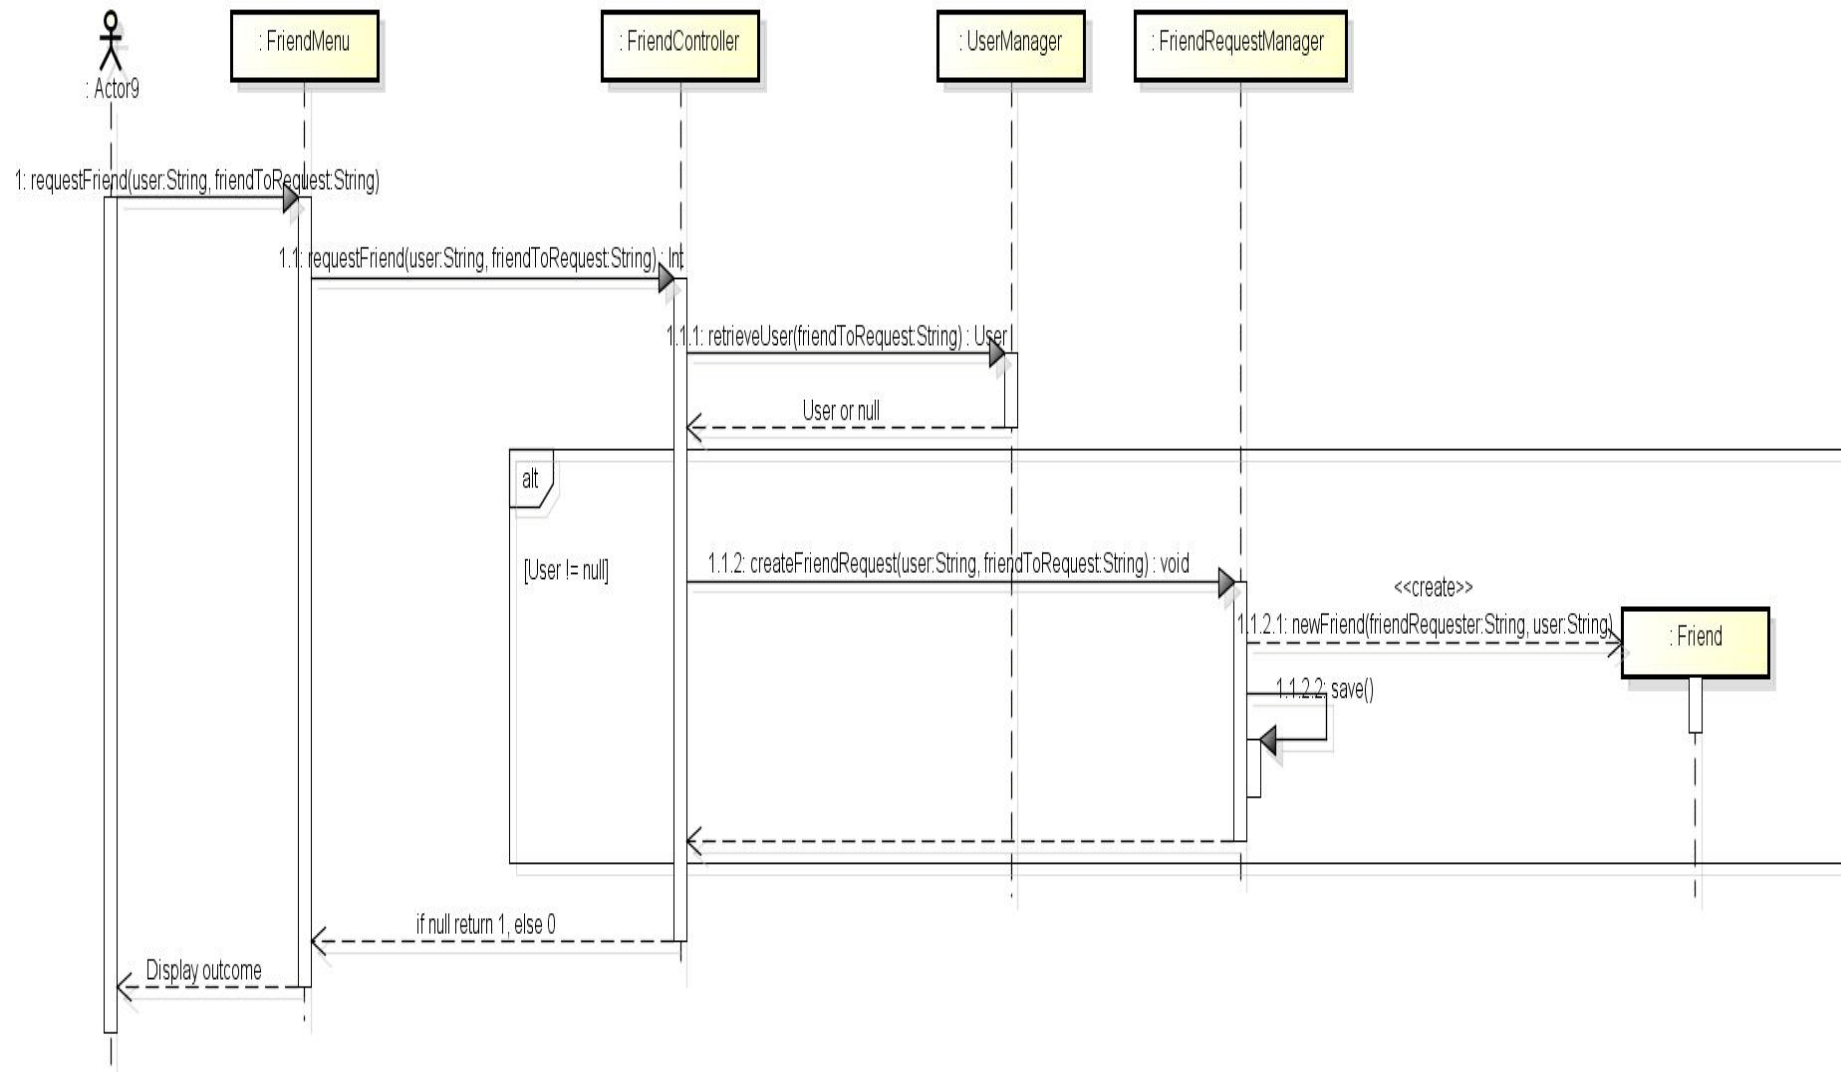 : FriendMenu
: FriendController
: UserManager
: FriendRequestManager
: Actor9
1: requestFriend(user:String, friendToRequest:String)
1.1: requestFriend(user:String, friendToRequest:String) : Int
1.1.1: retrieveUser(friendToRequest:String) : User
User or null
alt
[User != null]
1.1.2: createFriendRequest(user:String, friendToRequest:String) : void
<<create>>
1.1.2.1: newFriend(friendRequester:String, user:String)
: Friend
1.1.2.2: save()
if null return 1, else 0
Display outcome